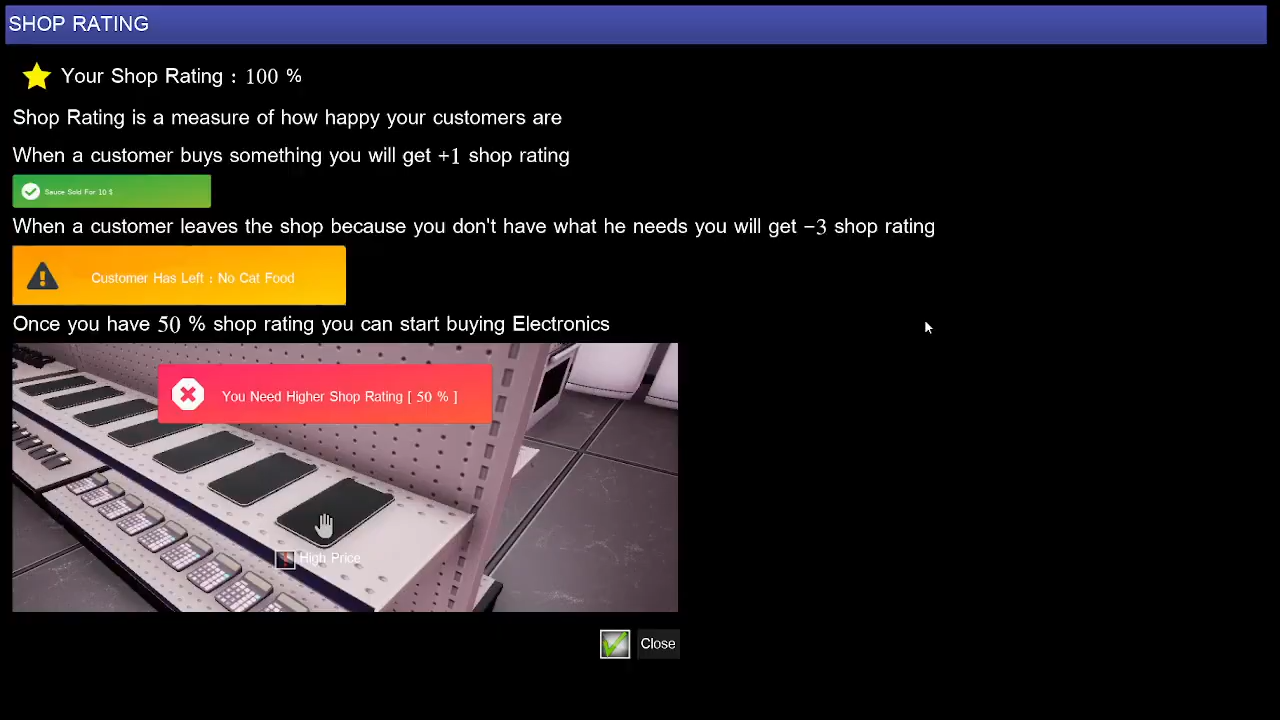 SHOP RATING
Your Shop Rating : 100 %
Shop Rating is a measure of how happy your customers are
When a customer buys something you will get +1 shop rating
Sauce Sold For 10 $
When a customer leaves the shop because you don't have what he needs you will get −3 shop rating
Customer Has Left : No Cat Food
Once you have 50 % shop rating you can start buying Electronics
You Need Higher Shop Rating [ 50 % ]
High Price
Close